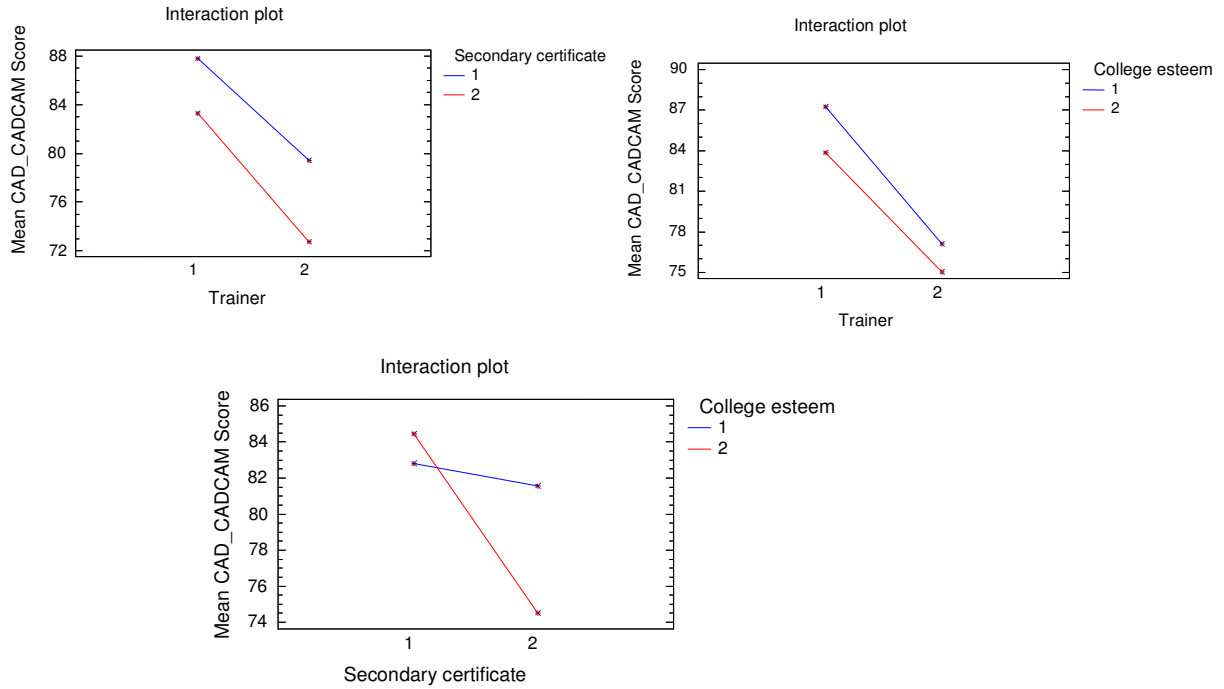 Interaction plot
Mean CAD_CADCAM Score
88
84
80
76
72
1 2
Trainer
Secondary certificate
1
2
Interaction plot
Mean CAD_CADCAM Score
90
87
84
81
78
75
1 2
Trainer
College esteem
1
2
Interaction plot
Mean CAD_CADCAM Score
86
84
82
80
78
76
74
1 2
Secondary certificate
College esteem
1
2